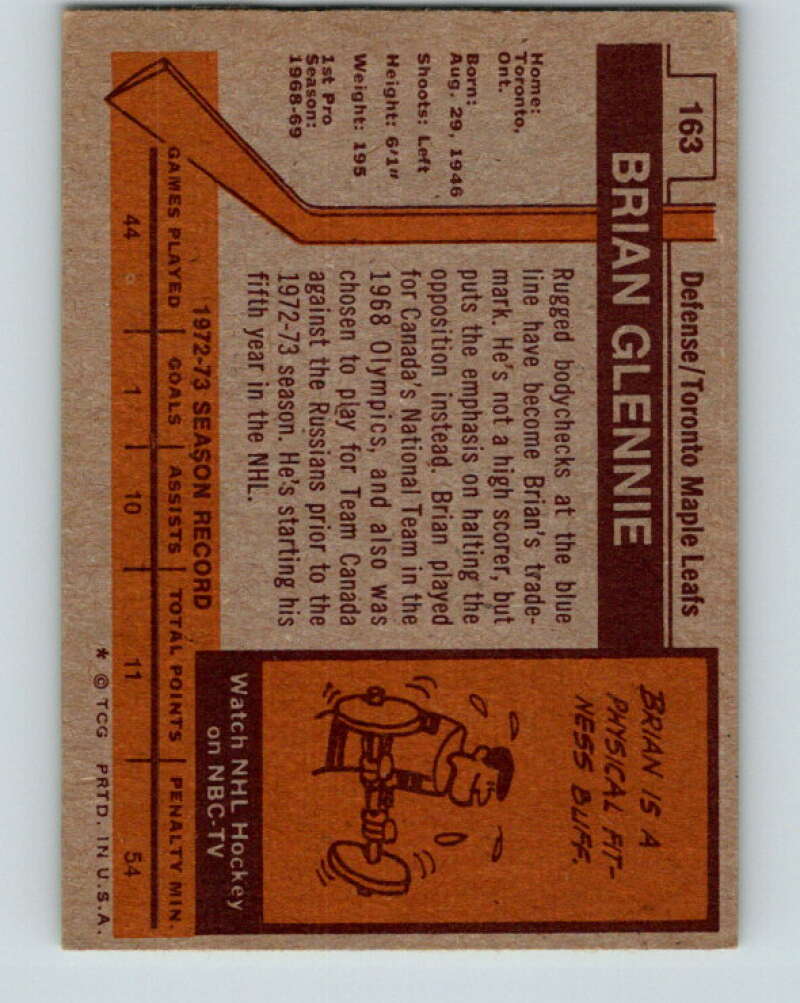 163
Defense/Toronto Maple Leafs
BRIAN GLENNIE
Home:
Toronto,
Ont.
Born:
Aug. 29, 1946
Shoots: Left
Height: 6'1"
Weight: 195
1st Pro
Season:
1968-69
Rugged bodychecks at the blue
line have become Brian's trade-
mark. He's not a high scorer, but
puts the emphasis on halting the
opposition instead. Brian played
for Canada's National Team in the
1968 Olympics, and also was
chosen to play for Team Canada
against the Russians prior to the
1972-73 season. He's starting his
fifth year in the NHL.
BRIAN IS A
PHYSICAL FIT-
NESS BUFF.
Watch NHL Hockey
on NBC-TV
1972-73 SEASON RECORD
GAMES PLAYED GOALS ASSISTS TOTAL POINTS PENALTY MIN.
44 1 10 11 54
* © TCG PRTD. IN U.S.A.